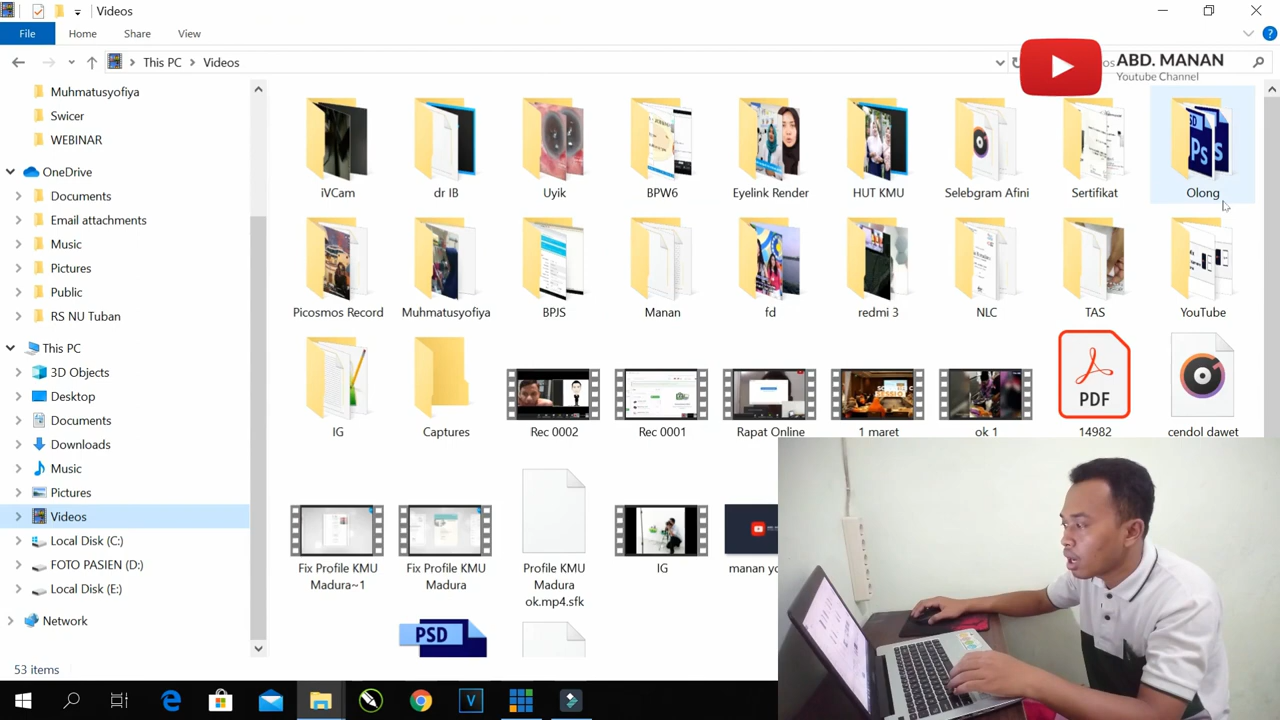 Videos
File
Home
Share
View
This PC
Videos
ABD. MANAN
Youtube Channel
Muhmatusyofiya
Swicer
WEBINAR
OneDrive
Documents
Email attachments
Music
Pictures
Public
RS NU Tuban
This PC
3D Objects
Desktop
Documents
Downloads
Music
Pictures
Videos
Local Disk (C:)
FOTO PASIEN (D:)
Local Disk (E:)
Network
iVCam
dr IB
Uyik
BPW6
Eyelink Render
HUT KMU
Selebgram Afini
Sertifikat
Ps
Olong
Picosmos Record
Muhmatusyofiya
BPJS
Manan
fd
redmi 3
NLC
TAS
YouTube
IG
Captures
Rec 0002
Rec 0001
Rapat Online
1 maret
ok 1
PDF
14982
cendol dawet
Fix Profile KMU
Madura~1
Fix Profile KMU
Madura
Profile KMU
Madura
ok.mp4.sfk
IG
manan yo
PSD
53 items